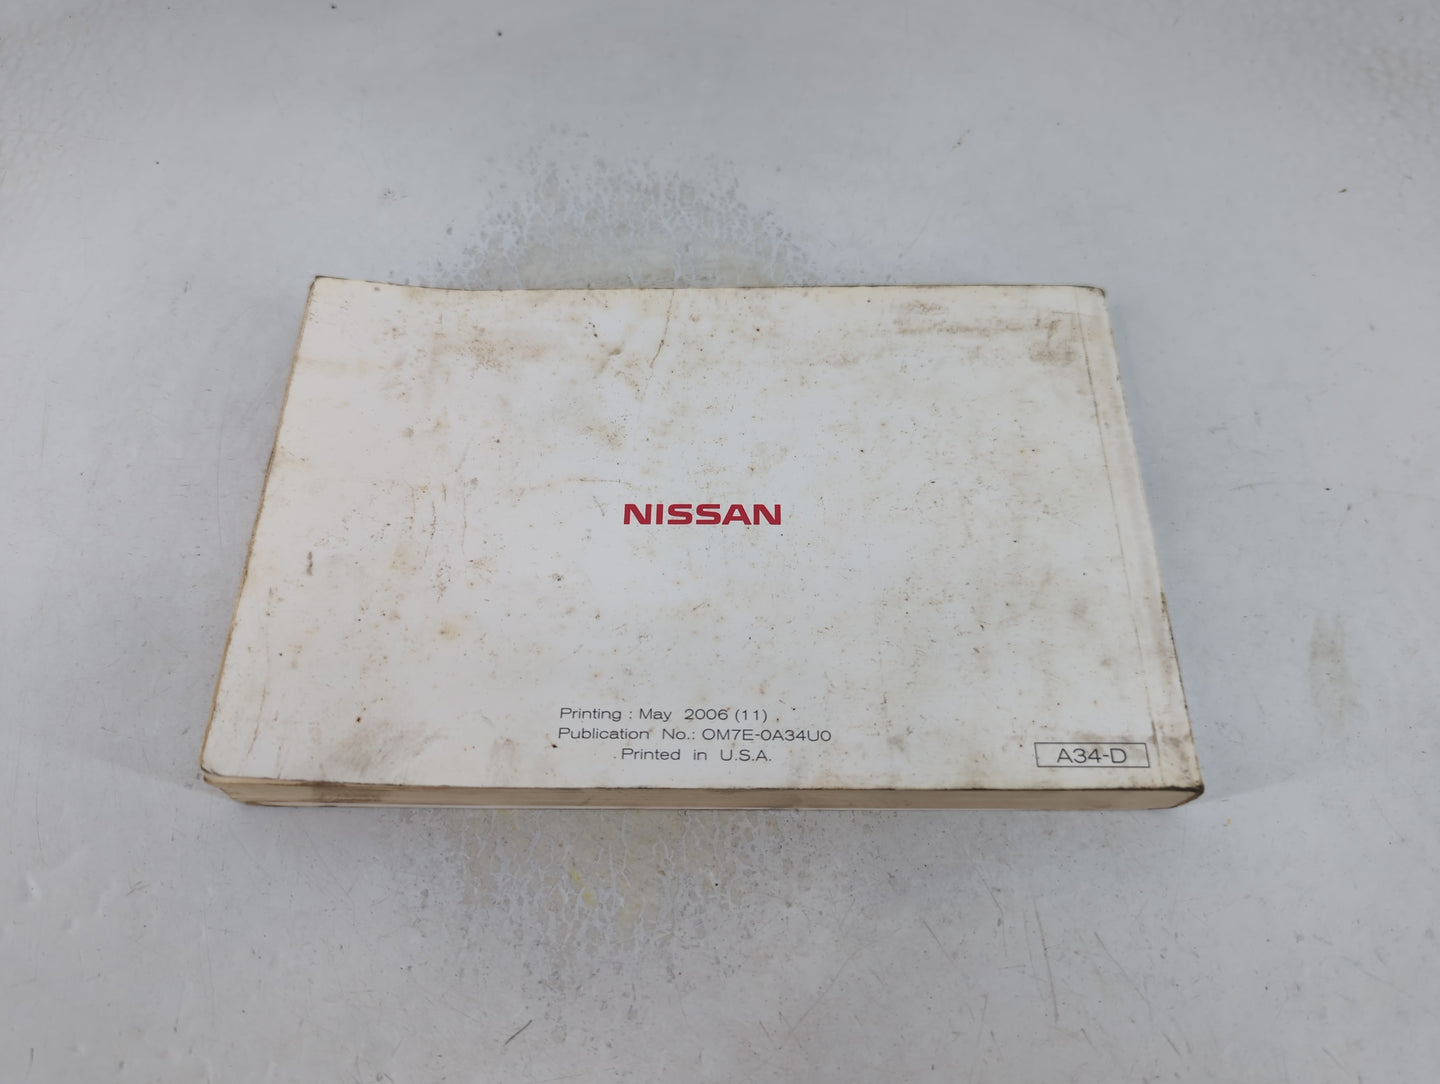 NISSAN
Printing : May 2006 (11)
Publication No.: OM7E-0A34U0
Printed in U.S.A.
A34-D